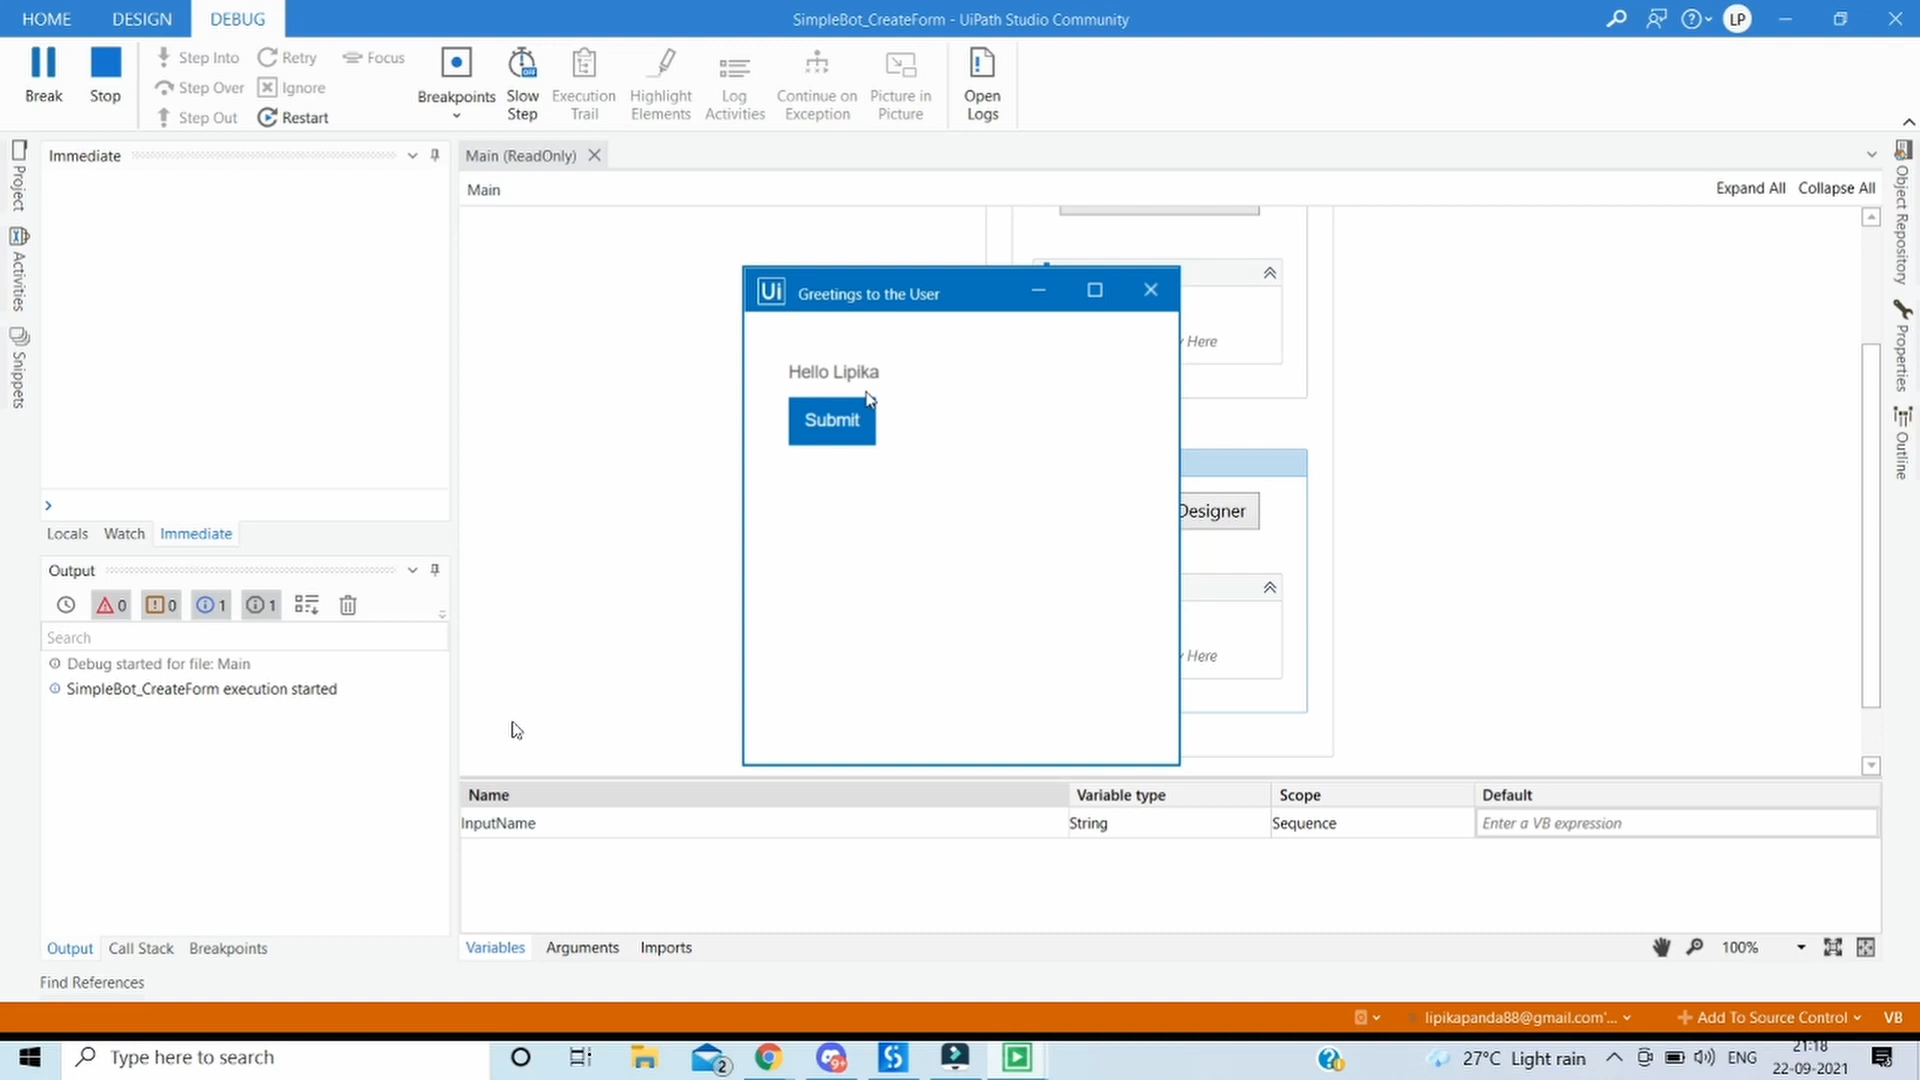 HOME DESIGN DEBUG SimpleBot_CreateForm - UiPath Studio Community LP
Break Stop
Step Into Retry Focus
Step Over Ignore
Step Out Restart
Breakpoints
Slow Step
Execution Trail
Highlight Elements
Log Activities
Continue on Exception
Picture in Picture
Open Logs
Project
Activities
Snippets
Immediate
Main (ReadOnly)
Main
Expand All Collapse All
Object Repository
Properties
Outline
Ui Greetings to the User
Hello Lipika
Submit
Here
Designer
Here
Locals Watch Immediate
Output
0 0 1 1
Search
Debug started for file: Main
SimpleBot_CreateForm execution started
Name Variable type Scope Default
InputName String Sequence Enter a VB expression
Output Call Stack Breakpoints
Variables Arguments Imports 100%
Find References
lipikapanda88@gmail.com'... Add To Source Control VB
Type here to search
2
9+
27°C Light rain ENG
21:18
22-09-2021